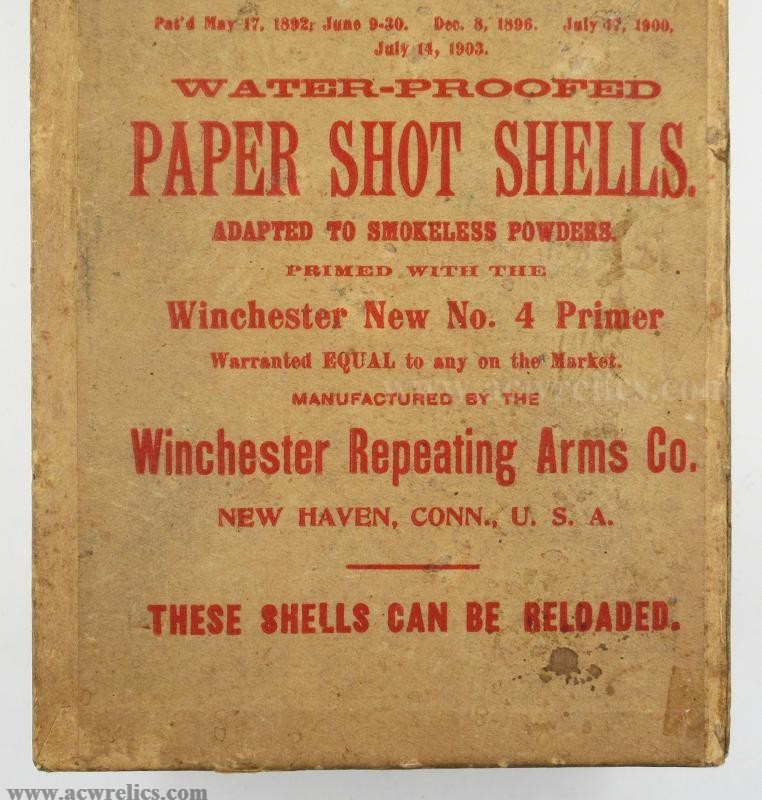 Pat'd May 17, 1892; June 9-30. Dec. 8, 1896. July 17, 1900,
July 14, 1903.
WATER-PROOFED
PAPER SHOT SHELLS.
ADAPTED TO SMOKELESS POWDERS.
PRIMED WITH THE
Winchester New No. 4 Primer
Warranted EQUAL to any on the Market.
www.acwrelics.com
MANUFACTURED BY THE
Winchester Repeating Arms Co.
NEW HAVEN, CONN., U. S. A.
THESE SHELLS CAN BE RELOADED.
www.acwrelics.com